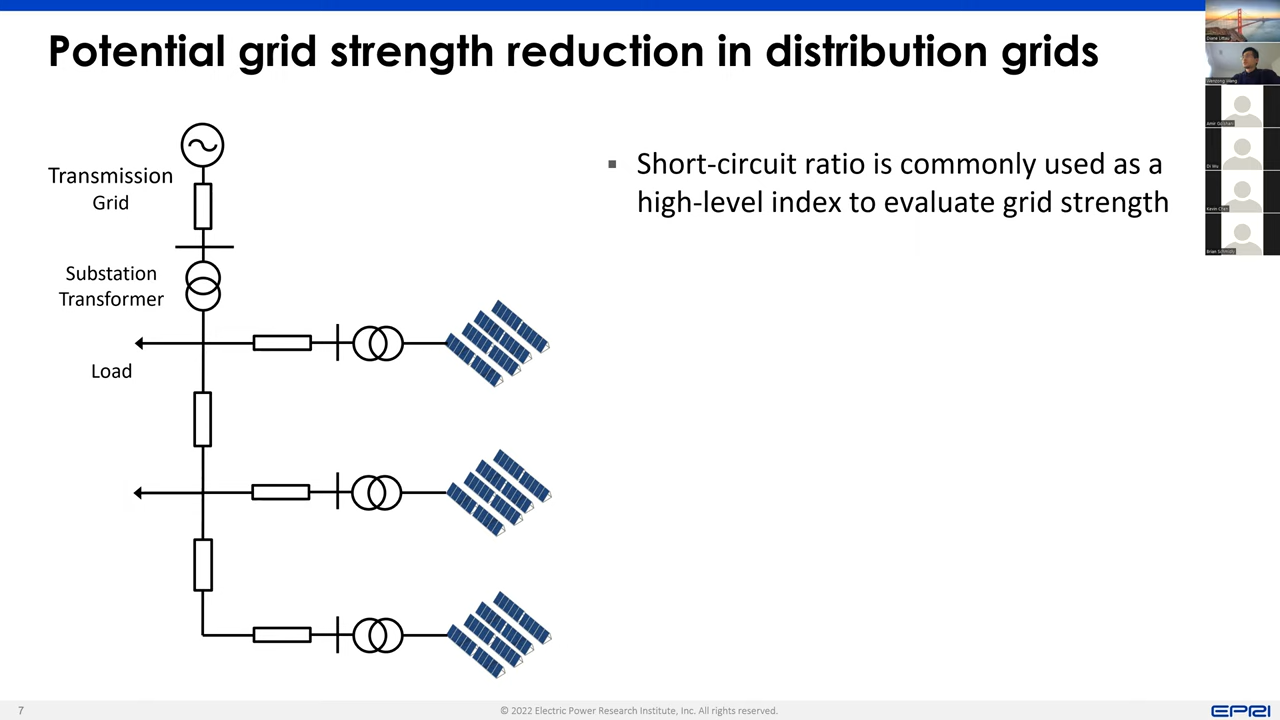 Potential grid strength reduction in distribution grids
Transmission
Grid
Substation
Transformer
Load
▪ Short-circuit ratio is commonly used as a
high-level index to evaluate grid strength
7
© 2022 Electric Power Research Institute, Inc. All rights reserved.
EPRI